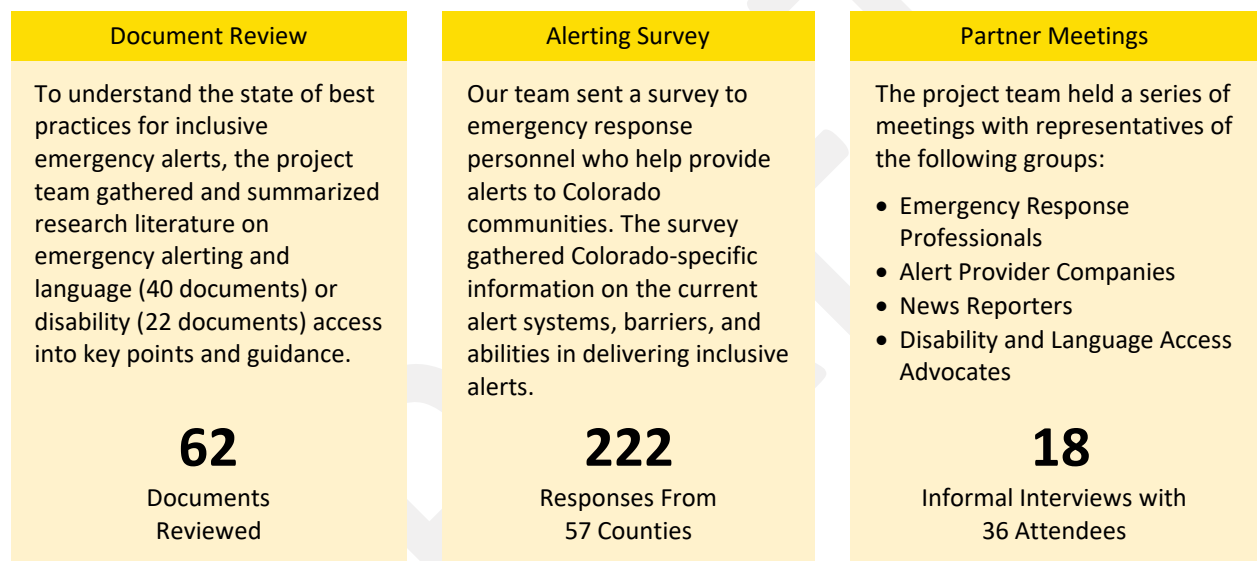 Document Review
To understand the state of best
practices for inclusive
emergency alerts, the project
team gathered and summarized
research literature on
emergency alerting and
language (40 documents) or
disability (22 documents) access
into key points and guidance.
62
Documents
Reviewed
Alerting Survey
Our team sent a survey to
emergency response
personnel who help provide
alerts to Colorado
communities. The survey
gathered Colorado-specific
information on the current
alert systems, barriers, and
abilities in delivering inclusive
alerts.
222
Responses From
57 Counties
Partner Meetings
The project team held a series of
meetings with representatives of
the following groups:
• Emergency Response
Professionals
• Alert Provider Companies
• News Reporters
• Disability and Language Access
Advocates
18
Informal Interviews with
36 Attendees